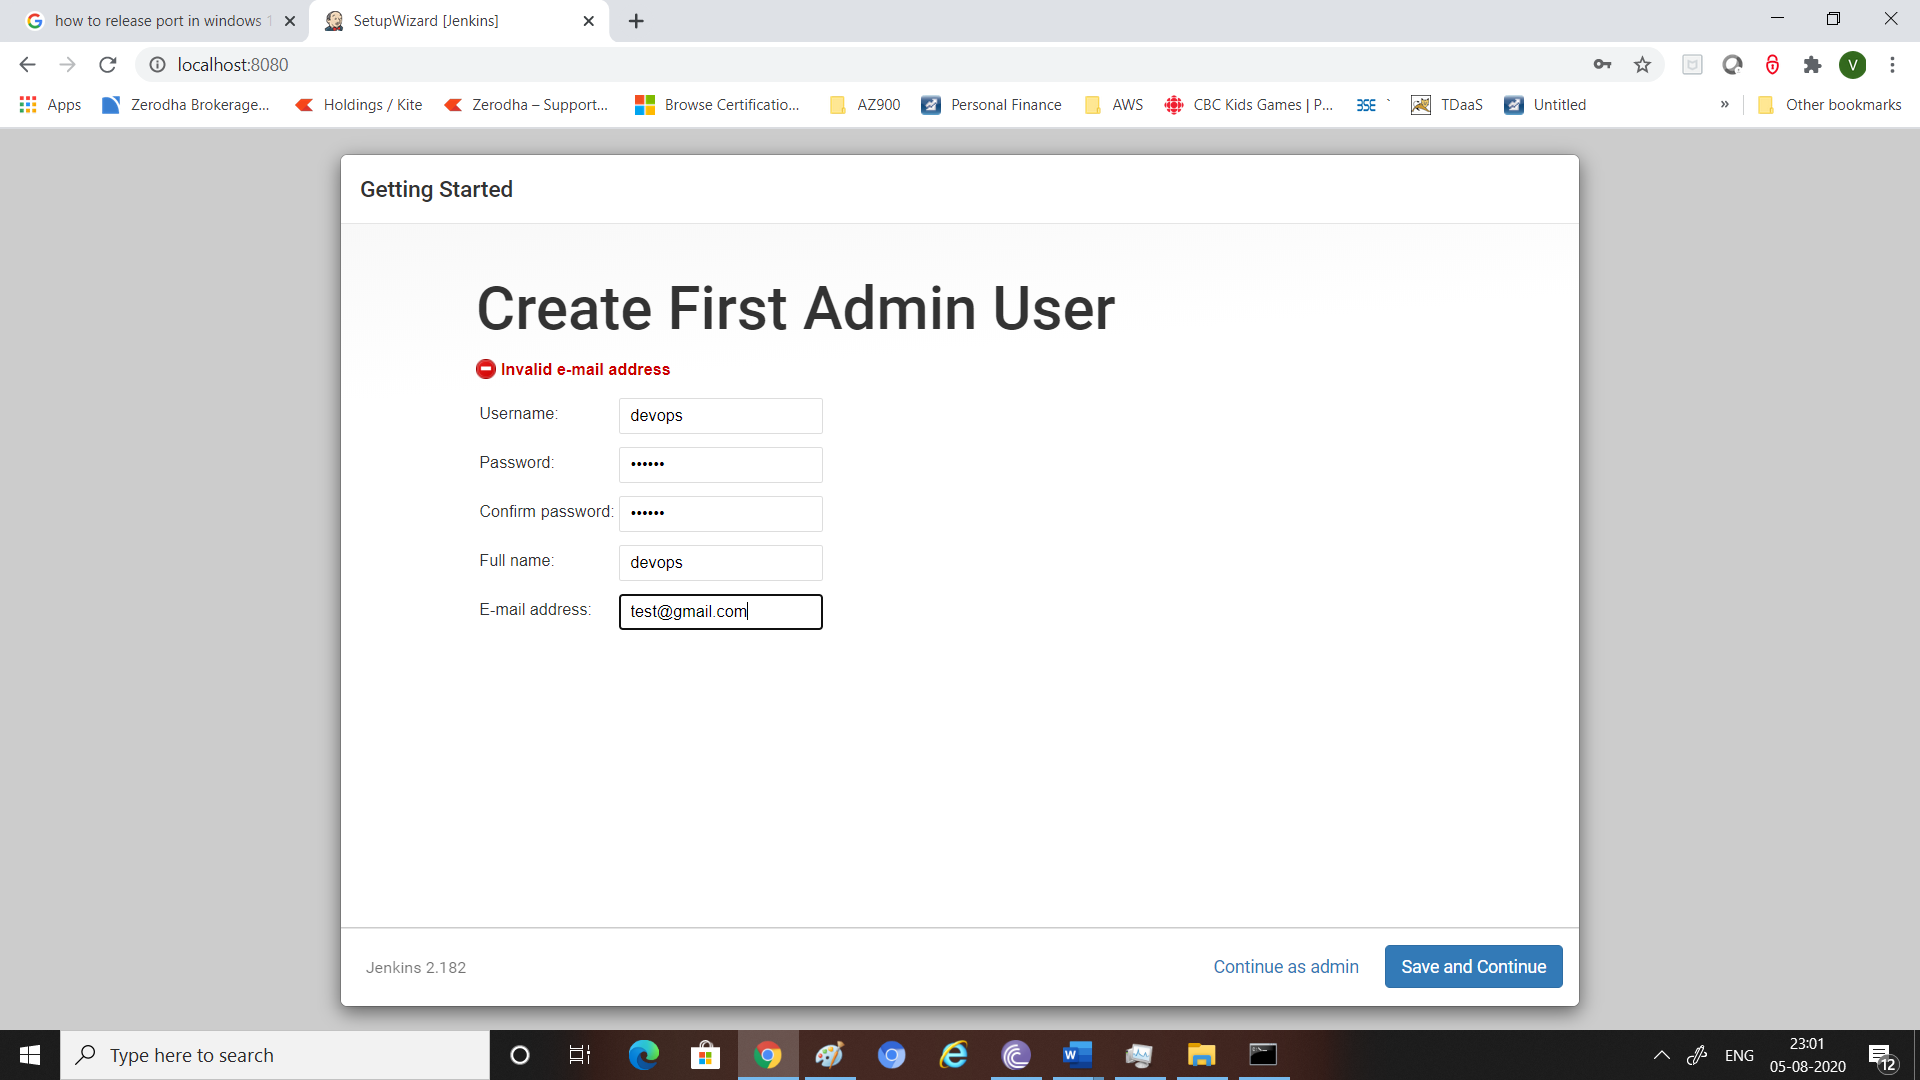 how to release port in windows 1
SetupWizard [Jenkins]
localhost:8080
V
Apps
Zerodha Brokerage...
Holdings / Kite
Zerodha – Support...
Browse Certificatio...
AZ900
Personal Finance
AWS
CBC Kids Games | P...
BSE `
TDaaS
Untitled
»
Other bookmarks
Getting Started
Create First Admin User
Invalid e-mail address
Username: devops
Password: ••••••
Confirm password: ••••••
Full name: devops
E-mail address: test@gmail.com
Jenkins 2.182
Continue as admin
Save and Continue
Type here to search
ENG
23:01
05-08-2020
12